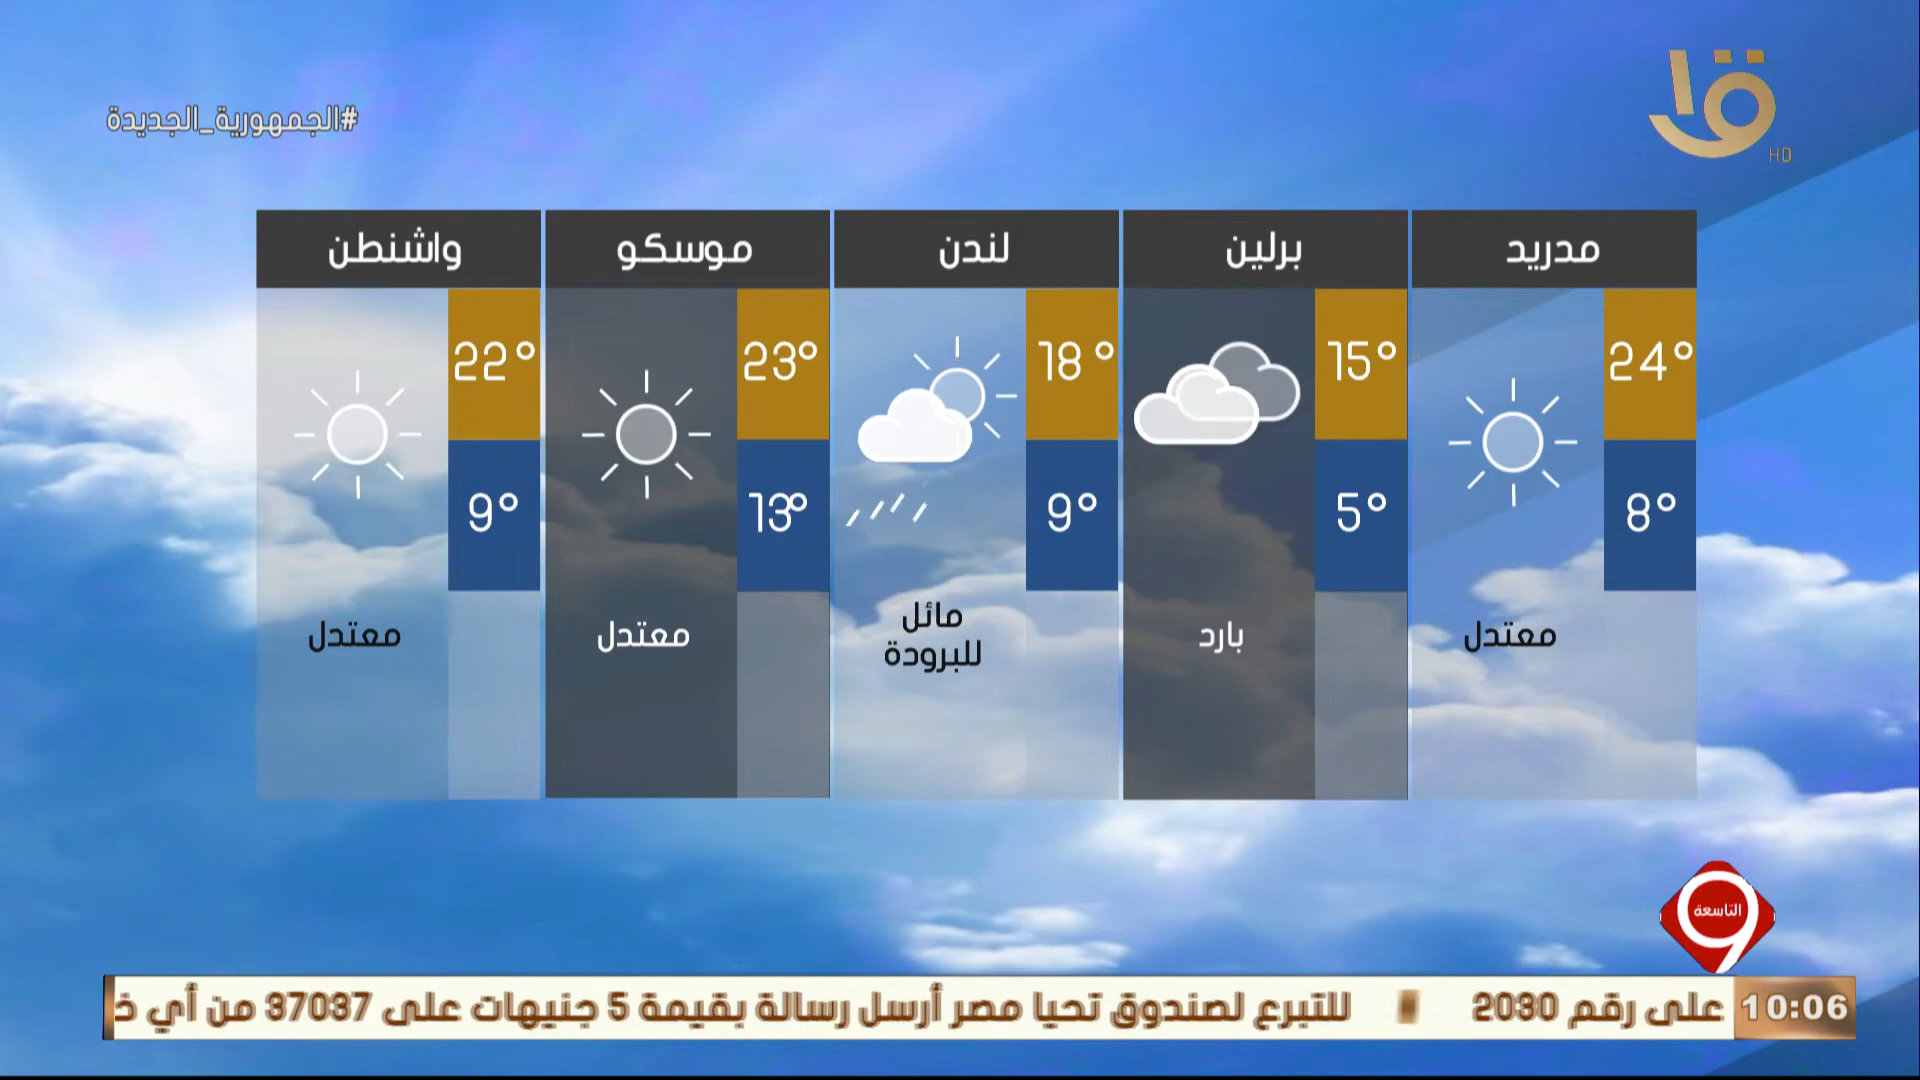 #الجمهورية_الجديدة
HD
مدريد
24°
8°
معتدل
برلين
15°
5°
بارد
لندن
18°
9°
مائل
للبرودة
موسكو
23°
13°
معتدل
واشنطن
22°
9°
معتدل
التاسعة
9
10:06
على رقم 2030
للتبرع لصندوق تحيا مصر أرسل رسالة بقيمة 5 جنيهات على 37037 من أي